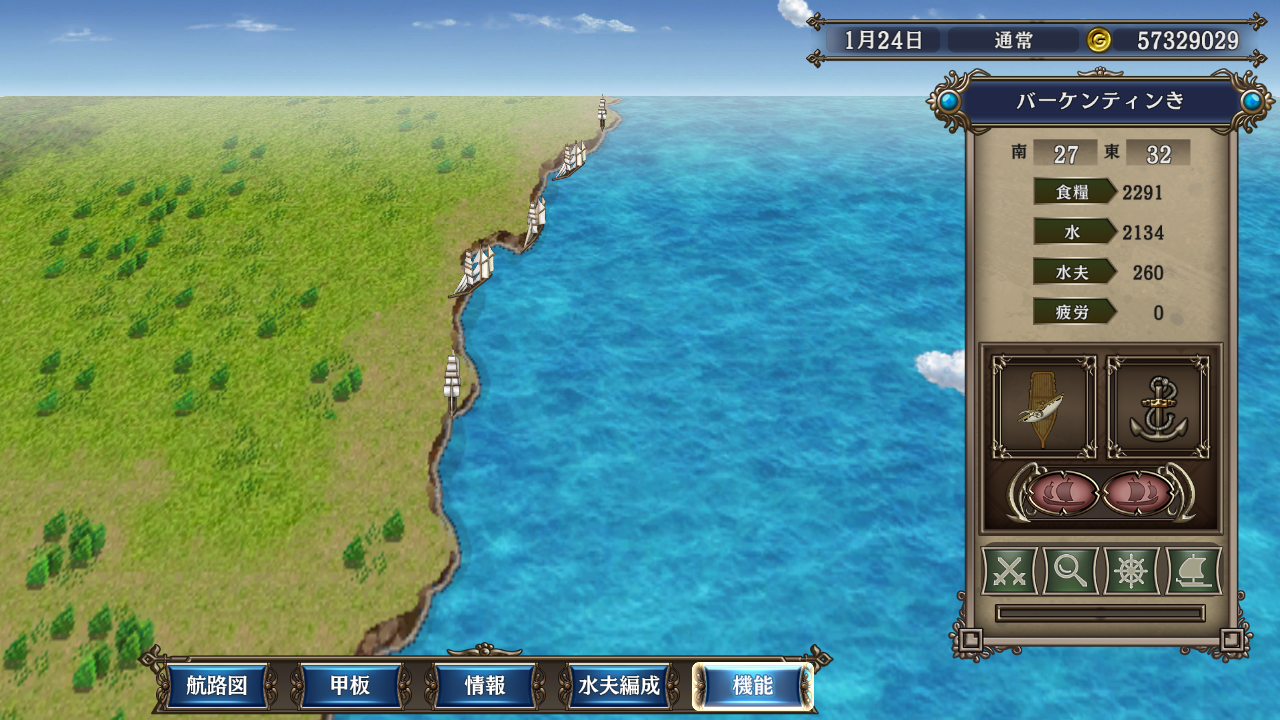 1月24日 通常 G 57329029
バーケンティンき
南 27 東 32
食糧 2291
水 2134
水夫 260
疲労 0
航路図 甲板 情報 水夫編成 機能